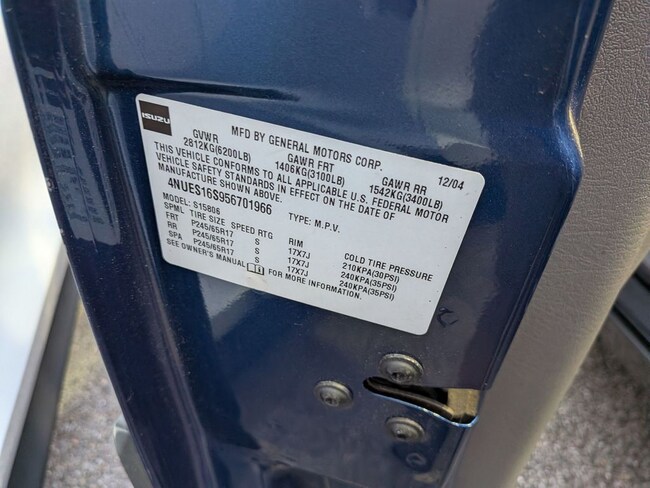 ISUZU
MFD BY GENERAL MOTORS CORP. 12/04
GVWR GAWR FRT GAWR RR
2812KG(6200LB) 1406KG(3100LB) 1542KG(3400LB)
THIS VEHICLE CONFORMS TO ALL APPLICABLE U.S. FEDERAL MOTOR
VEHICLE SAFETY STANDARDS IN EFFECT ON THE DATE OF
MANUFACTURE SHOWN ABOVE.
4NUES16S956701966 TYPE: M.P.V.
MODEL: S15806
SPML TIRE SIZE SPEED RTG RIM COLD TIRE PRESSURE
FRT P245/65R17 S 17X7J 210KPA(30PSI)
RR P245/65R17 S 17X7J 240KPA(35PSI)
SPA P245/65R17 S 17X7J 240KPA(35PSI)
SEE OWNER'S MANUAL FOR MORE INFORMATION.